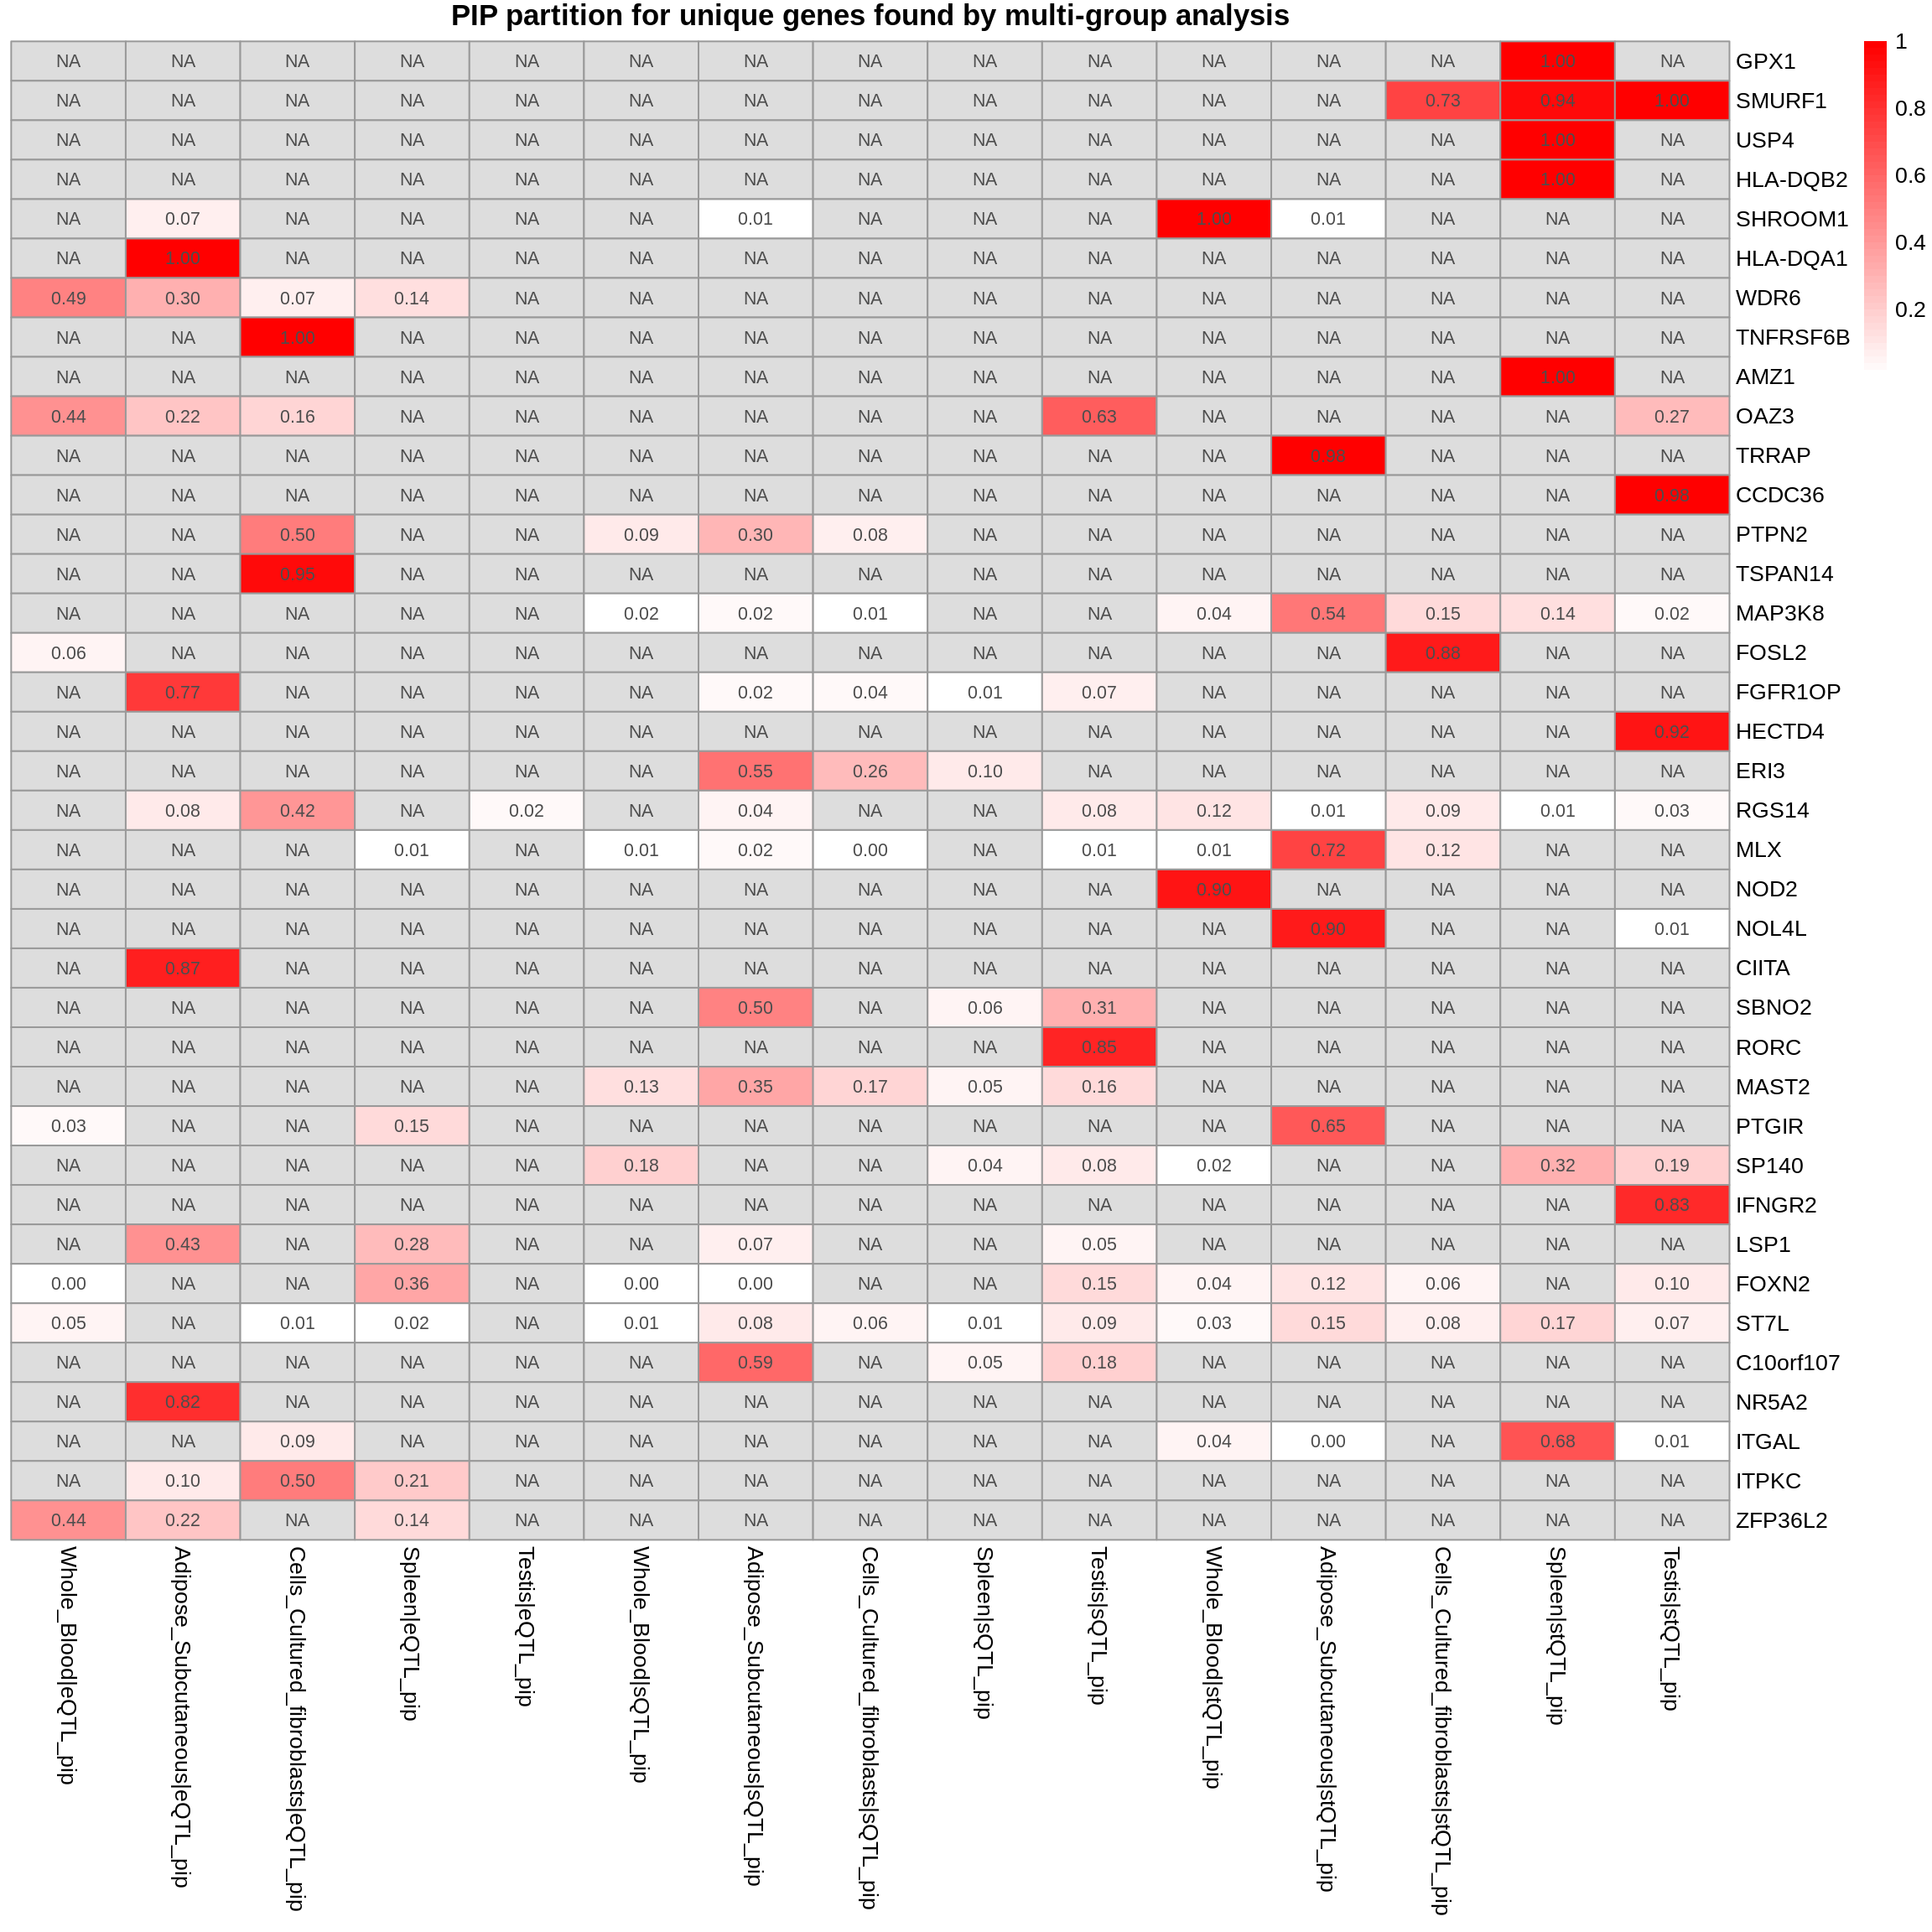 PIP partition for unique genes found by multi-group analysis
NA NA NA NA NA NA NA NA NA NA NA NA NA 1.00 NA GPX1
NA NA NA NA NA NA NA NA NA NA NA NA 0.73 0.94 1.00 SMURF1
NA NA NA NA NA NA NA NA NA NA NA NA NA 1.00 NA USP4
NA NA NA NA NA NA NA NA NA NA NA NA NA 1.00 NA HLA-DQB2
NA 0.07 NA NA NA NA 0.01 NA NA NA 1.00 0.01 NA NA NA SHROOM1
NA 1.00 NA NA NA NA NA NA NA NA NA NA NA NA NA HLA-DQA1
0.49 0.30 0.07 0.14 NA NA NA NA NA NA NA NA NA NA NA WDR6
NA NA 1.00 NA NA NA NA NA NA NA NA NA NA NA NA TNFRSF6B
NA NA NA NA NA NA NA NA NA NA NA NA NA 1.00 NA AMZ1
0.44 0.22 0.16 NA NA NA NA NA NA 0.63 NA NA NA NA 0.27 OAZ3
NA NA NA NA NA NA NA NA NA NA NA NA NA NA TRRAP
NA NA NA NA NA NA NA NA NA NA NA NA NA NA 0.98 CCDC36
NA NA 0.50 NA NA 0.09 0.30 0.08 NA NA NA NA NA NA NA PTPN2
NA NA 0.95 NA NA NA NA NA NA NA NA NA NA NA NA TSPAN14
NA NA NA NA NA 0.02 0.02 0.01 NA NA 0.04 0.54 0.15 0.14 0.02 MAP3K8
0.06 NA NA NA NA NA NA NA NA NA NA NA 0.88 NA NA FOSL2
NA 0.77 NA NA NA NA 0.02 0.04 0.01 0.07 NA NA NA NA NA FGFR1OP
NA NA NA NA NA NA NA NA NA NA NA NA NA NA 0.92 HECTD4
NA NA NA NA NA NA 0.55 0.26 0.10 NA NA NA NA NA NA ERI3
NA 0.08 0.42 NA 0.02 NA 0.04 NA NA 0.08 0.12 0.01 0.09 0.01 0.03 RGS14
NA NA NA 0.01 NA 0.01 0.02 0.00 NA 0.01 0.01 0.72 0.12 NA NA MLX
NA NA NA NA NA NA NA NA NA NA 0.90 NA NA NA NA NOD2
NA NA NA NA NA NA NA NA NA NA NA 0.90 NA NA 0.01 NOL4L
NA 0.87 NA NA NA NA NA NA NA NA NA NA NA NA NA CIITA
NA NA NA NA NA NA 0.50 NA 0.06 0.31 NA NA NA NA NA SBNO2
NA NA NA NA NA NA NA NA NA 0.85 NA NA NA NA NA RORC
NA NA NA NA NA 0.13 0.35 0.17 0.05 0.16 NA NA NA NA NA MAST2
0.03 NA NA 0.15 NA NA NA NA NA NA NA 0.65 NA NA NA PTGIR
NA NA NA NA NA 0.18 NA NA 0.04 0.08 0.02 NA NA 0.32 0.19 SP140
NA NA NA NA NA NA NA NA NA NA NA NA NA NA 0.83 IFNGR2
NA 0.43 NA 0.28 NA NA 0.07 NA NA 0.05 NA NA NA NA NA LSP1
0.00 NA NA 0.36 NA 0.00 0.00 NA NA 0.15 0.04 0.12 0.06 NA 0.10 FOXN2
0.05 NA 0.01 0.02 NA 0.01 0.08 0.06 0.01 0.09 0.03 0.15 0.08 0.17 0.07 ST7L
NA NA NA NA NA NA 0.59 NA 0.05 0.18 NA NA NA NA NA C10orf107
NA 0.82 NA NA NA NA NA NA NA NA NA NA NA NA NA NR5A2
NA NA 0.09 NA NA NA NA NA NA NA 0.04 0.00 NA 0.68 0.01 ITGAL
NA 0.10 0.50 0.21 NA NA NA NA NA NA NA NA NA NA NA ITPKC
0.44 0.22 NA 0.14 NA NA NA NA NA NA NA NA NA NA NA ZFP36L2
Whole_Blood|eQTL_pip
Adipose_Subcutaneous|eQTL_pip
Cells_Cultured_fibroblasts|eQTL_pip
Spleen|eQTL_pip
Testis|eQTL_pip
Whole_Blood|sQTL_pip
Adipose_Subcutaneous|sQTL_pip
Cells_Cultured_fibroblasts|sQTL_pip
Spleen|sQTL_pip
Testis|sQTL_pip
Whole_Blood|stQTL_pip
Adipose_Subcutaneous|stQTL_pip
Cells_Cultured_fibroblasts|stQTL_pip
Spleen|stQTL_pip
Testis|stQTL_pip
1
0.8
0.6
0.4
0.2